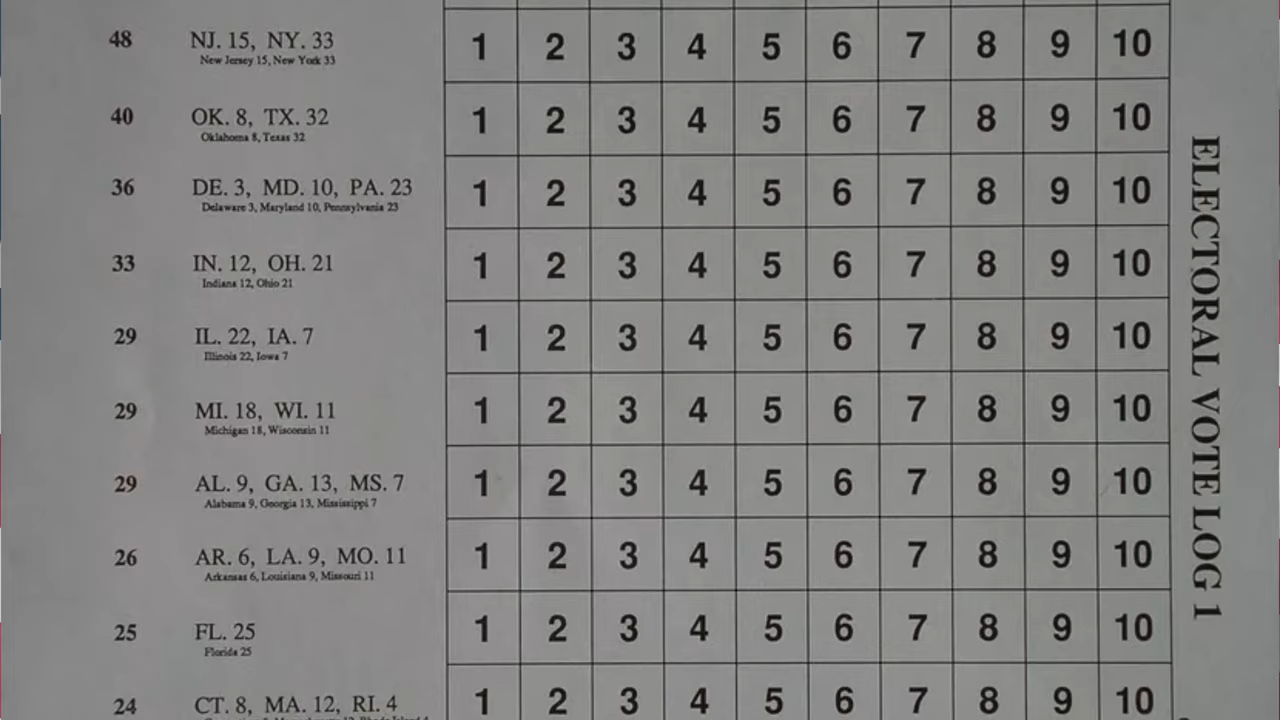 48 NJ. 15, NY. 33 1 2 3 4 5 6 7 8 9 10
New Jersey 15, New York 33
40 OK. 8, TX. 32 1 2 3 4 5 6 7 8 9 10
Oklahoma 8, Texas 32
36 DE. 3, MD. 10, PA. 23 1 2 3 4 5 6 7 8 9 10
Delaware 3, Maryland 10, Pennsylvania 23
33 IN. 12, OH. 21 1 2 3 4 5 6 7 8 9 10
Indiana 12, Ohio 21
29 IL. 22, IA. 7 1 2 3 4 5 6 7 8 9 10
Illinois 22, Iowa 7
29 MI. 18, WI. 11 1 2 3 4 5 6 7 8 9 10
Michigan 18, Wisconsin 11
29 AL. 9, GA. 13, MS. 7 1 2 3 4 5 6 7 8 9 10
Alabama 9, Georgia 13, Mississippi 7
26 AR. 6, LA. 9, MO. 11 1 2 3 4 5 6 7 8 9 10
Arkansas 6, Louisiana 9, Missouri 11
25 FL. 25 1 2 3 4 5 6 7 8 9 10
Florida 25
24 CT. 8, MA. 12, RI. 4 1 2 3 4 5 6 7 8 9 10
ELECTORAL VOTE LOG 1